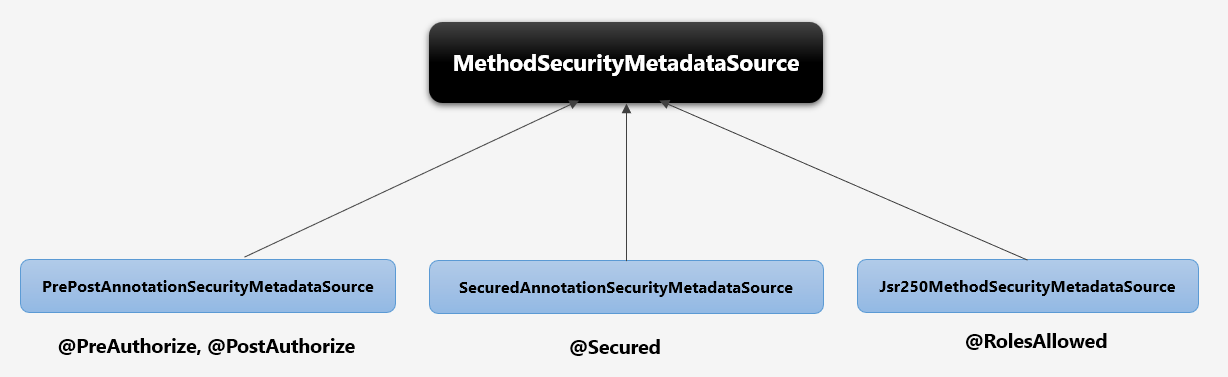 MethodSecurityMetadataSource
PrePostAnnotationSecurityMetadataSource
SecuredAnnotationSecurityMetadataSource
Jsr250MethodSecurityMetadataSource
@PreAuthorize, @PostAuthorize
@Secured
@RolesAllowed